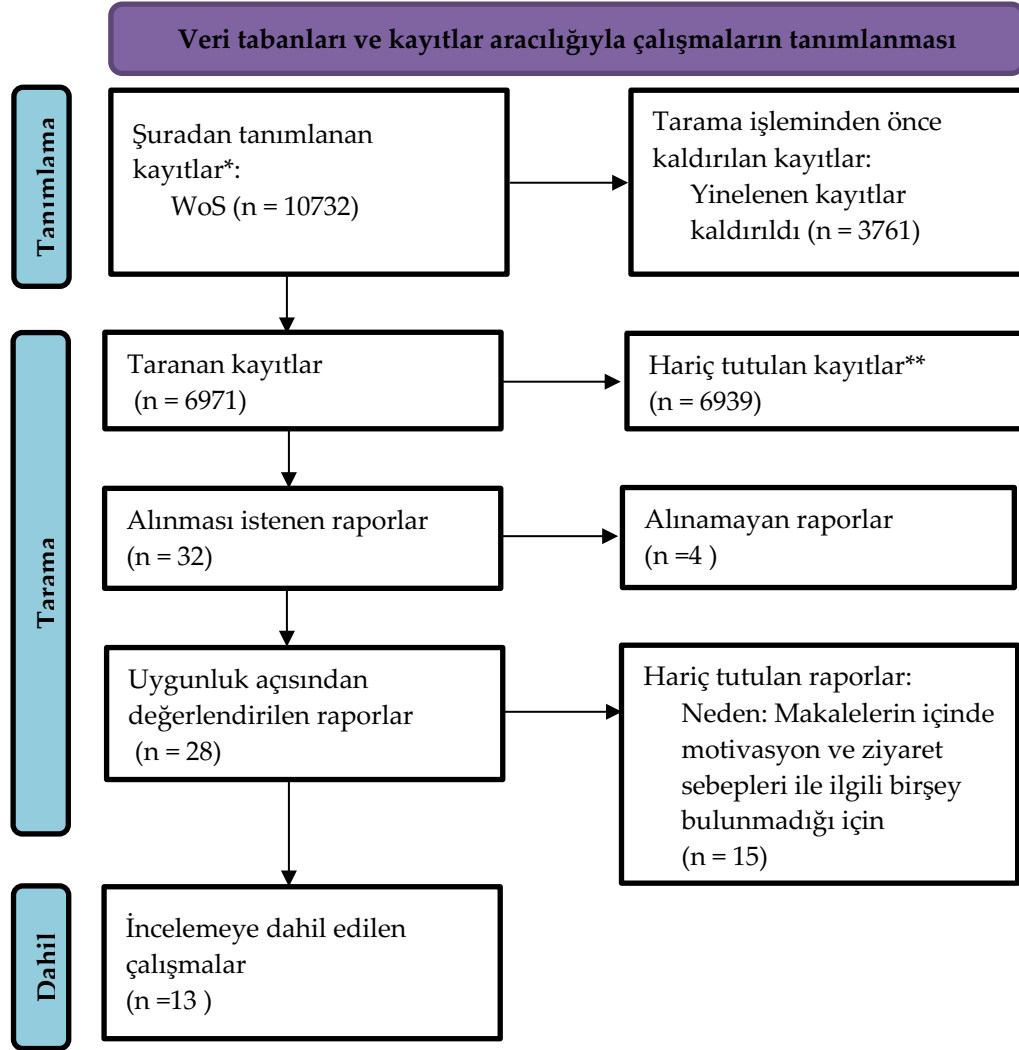 Veri tabanları ve kayıtlar aracılığıyla çalışmaların tanımlanması
Tanımlama
Şuradan tanımlanan
kayıtlar*:
WoS (n = 10732)
Tarama işleminden önce
kaldırılan kayıtlar:
Yinelenen kayıtlar
kaldırıldı (n = 3761)
Tarama
Taranan kayıtlar
(n = 6971)
Hariç tutulan kayıtlar**
(n = 6939)
Alınması istenen raporlar
(n = 32)
Alınamayan raporlar
(n =4 )
Uygunluk açısından
değerlendirilen raporlar
(n = 28)
Hariç tutulan raporlar:
Neden: Makalelerin içinde
motivasyon ve ziyaret
sebepleri ile ilgili birşey
bulunmadığı için
(n = 15)
Dahil
İncelemeye dahil edilen
çalışmalar
(n =13 )